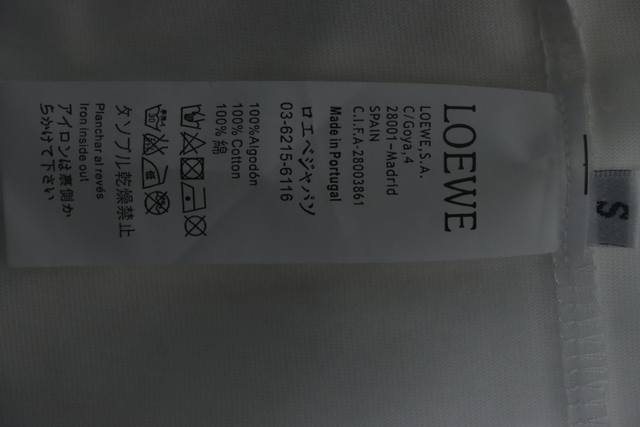 LOEWE
LOEWE, S.A.
C/Goya, 4
28001-Madrid
SPAIN
C.I.F.A-28003861
Made in Portugal
ロエベジャパン
03-6215-6116
100%Algodón
100% Cotton
100% 綿
タンブル乾燥禁止
Planchar al revés
Iron inside out
アイロンは裏側か
らかけて下さい
S